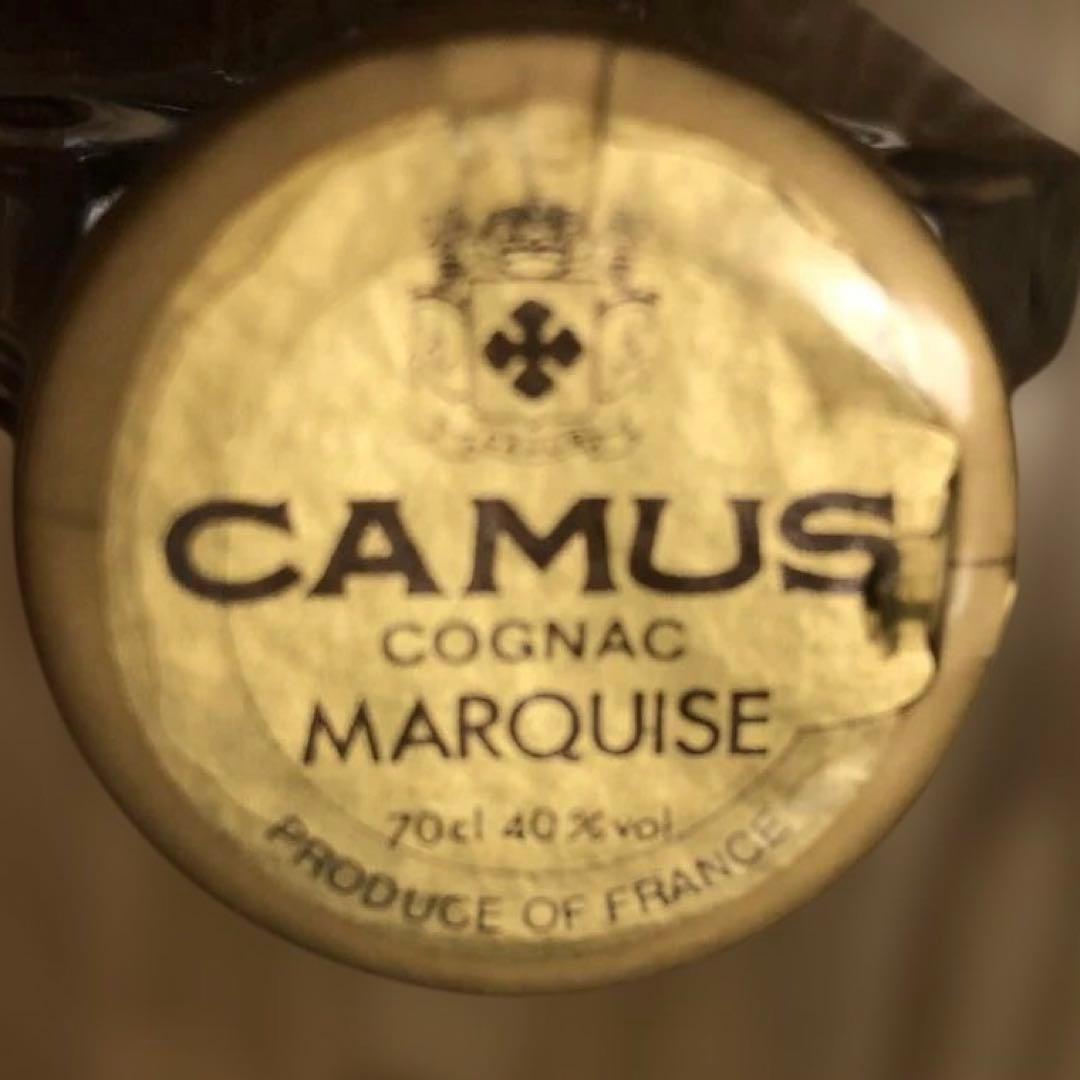 CAMUS
COGNAC
MARQUISE
70cl 40%vol.
PRODUCE OF FRANCE